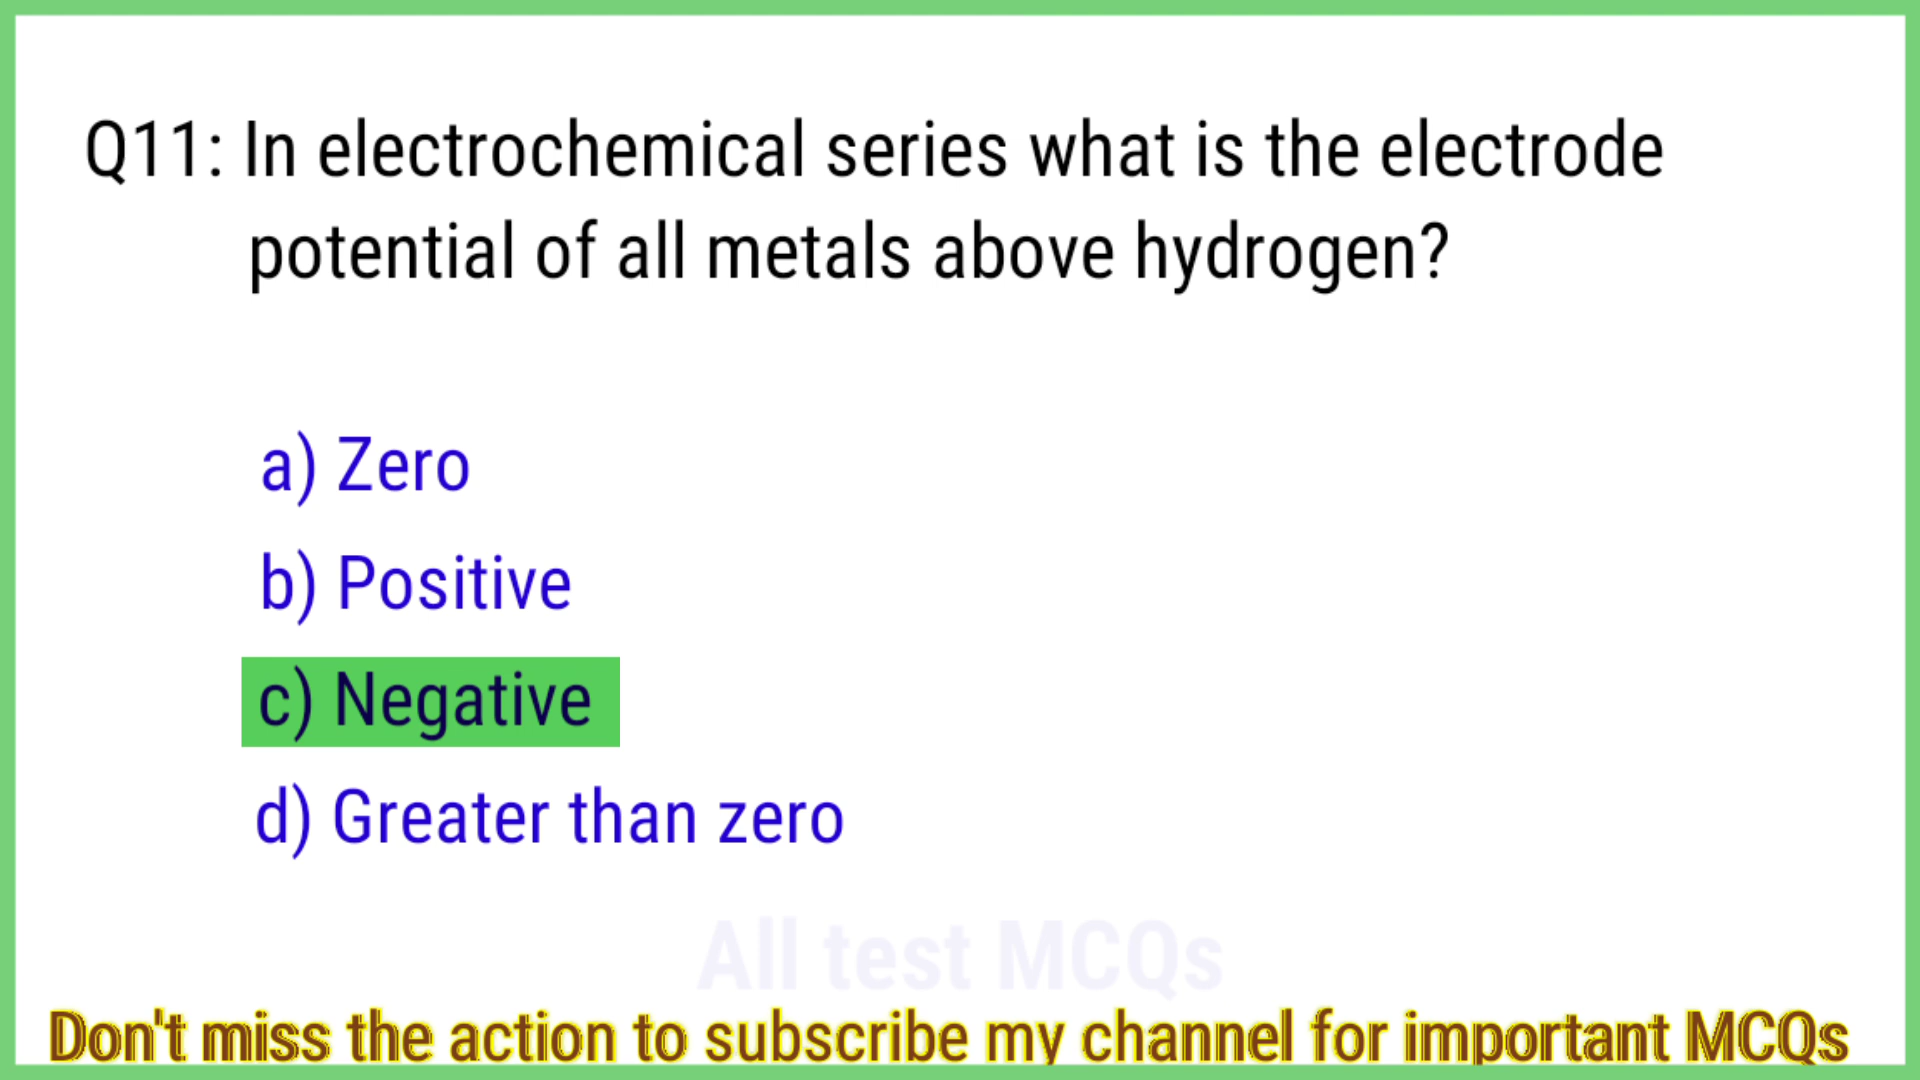 Q11: In electrochemical series what is the electrode
potential of all metals above hydrogen?
a) Zero
b) Positive
c) Negative
d) Greater than zero
All test MCQs
Don't miss the action to subscribe my channel for important MCQs